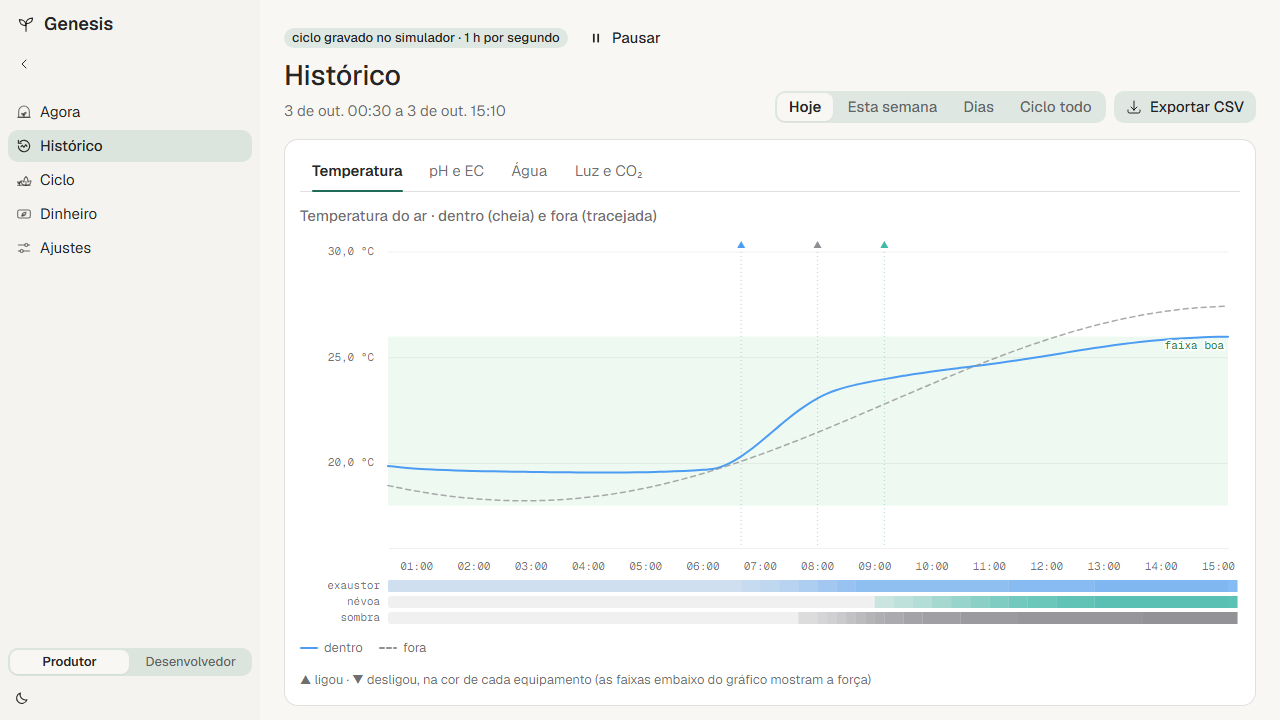 Genesis
Agora
Histórico
Ciclo
Dinheiro
Ajustes
Produtor Desenvolvedor
ciclo gravado no simulador · 1 h por segundo Pausar
Histórico
3 de out. 00:30 a 3 de out. 15:10
Hoje Esta semana Dias Ciclo todo Exportar CSV
Temperatura pH e EC Água Luz e CO₂
Temperatura do ar · dentro (cheia) e fora (tracejada)
30,0 °C
25,0 °C
20,0 °C
faixa boa
01:00 02:00 03:00 04:00 05:00 06:00 07:00 08:00 09:00 10:00 11:00 12:00 13:00 14:00 15:00
exaustor
névoa
sombra
dentro fora
▲ ligou · ▼ desligou, na cor de cada equipamento (as faixas embaixo do gráfico mostram a força)